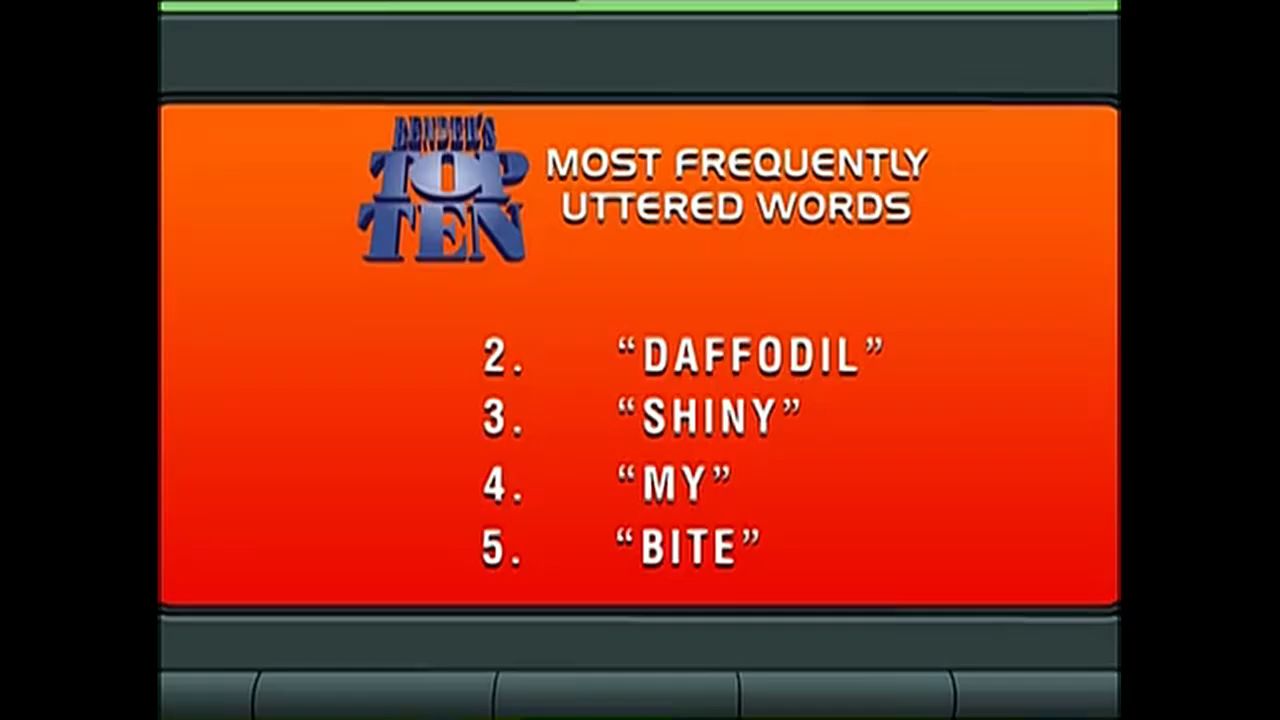 BENDER'S
TOP
TEN
MOST FREQUENTLY
UTTERED WORDS
2. “DAFFODIL”
3. “SHINY”
4. “MY”
5. “BITE”